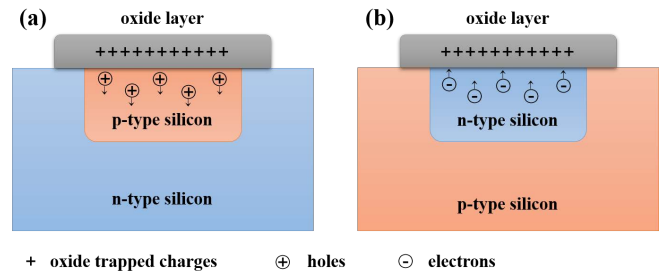 (a) oxide layer (b) oxide layer
+++++++++++ +++++++++++
p-type silicon n-type silicon
n-type silicon p-type silicon
+ oxide trapped charges ⊕ holes ⊖ electrons